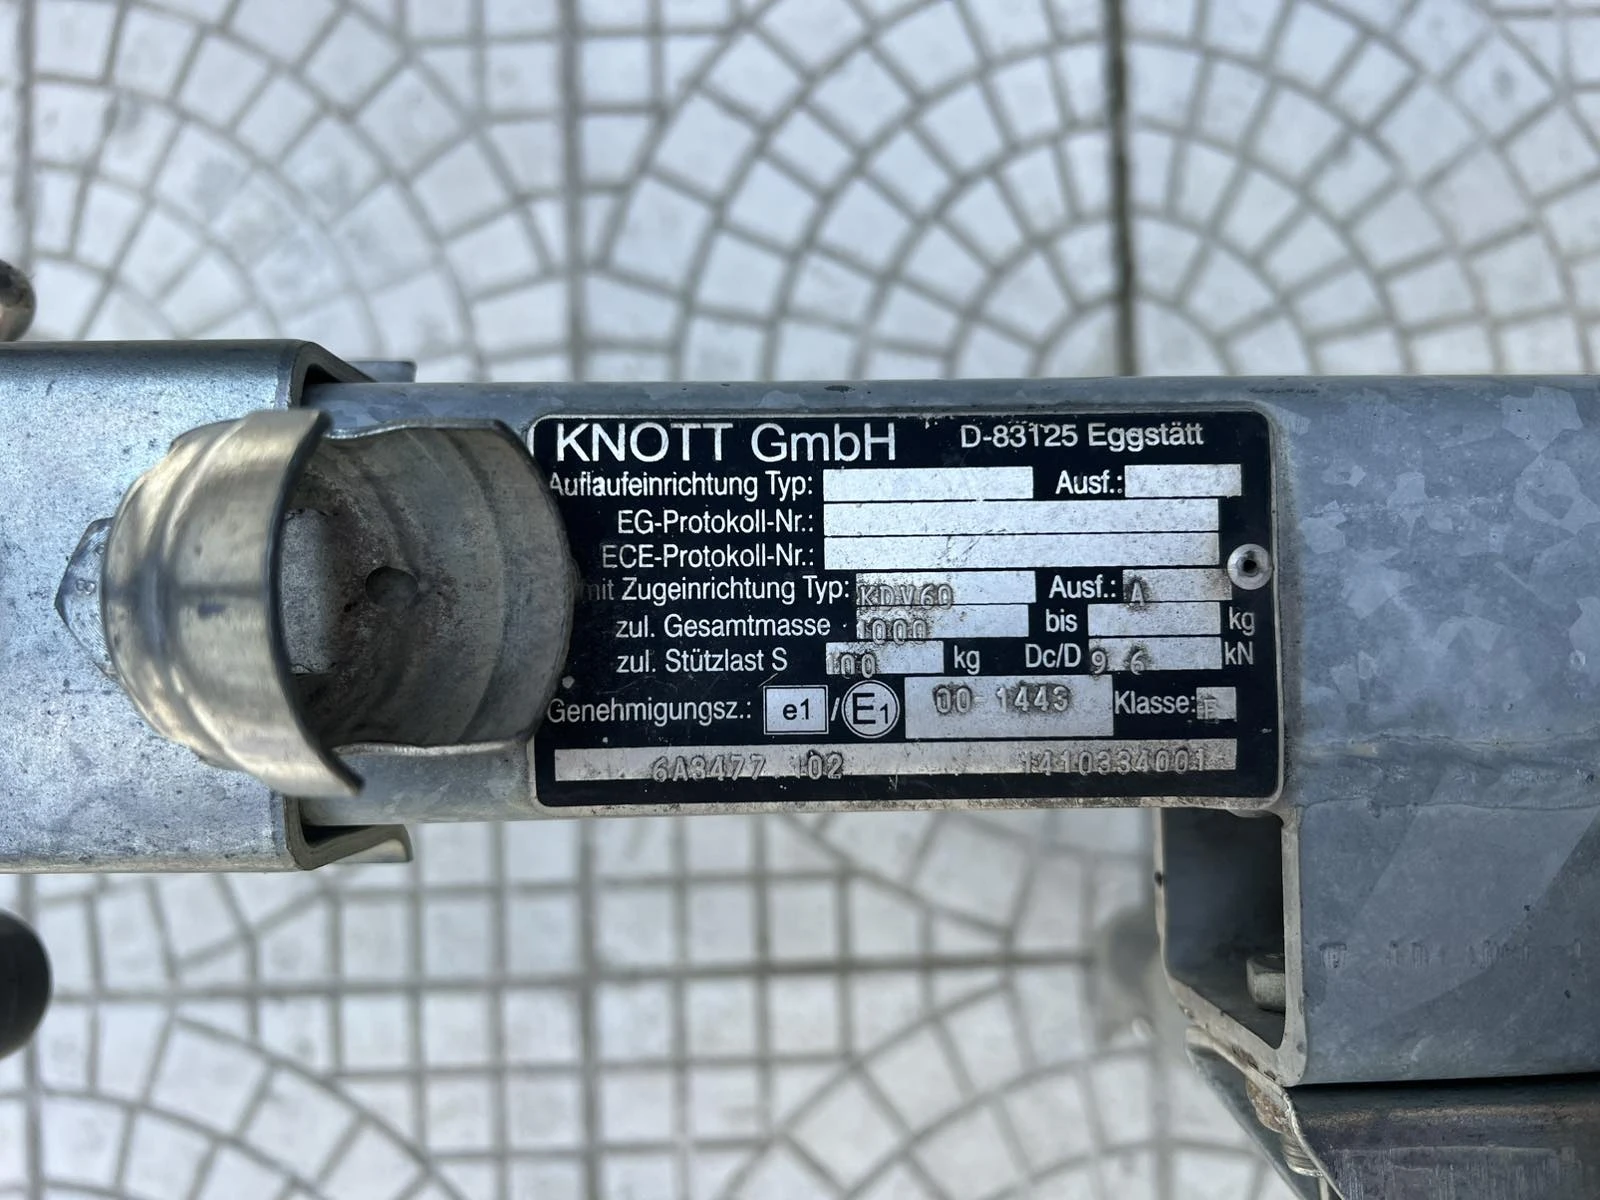 KNOTT GmbH D-83125 Eggstätt
Auflaufeinrichtung Typ: Ausf.:
EG-Protokoll-Nr.:
ECE-Protokoll-Nr.:
mit Zugeinrichtung Typ: KDV60 Ausf.: A
zul. Gesamtmasse 1000 bis kg
zul. Stützlast S 100 kg Dc/D 9,6 kN
Genehmigungsz.: e1 / E1 00-1443 Klasse:
6A3477.102 1410334001